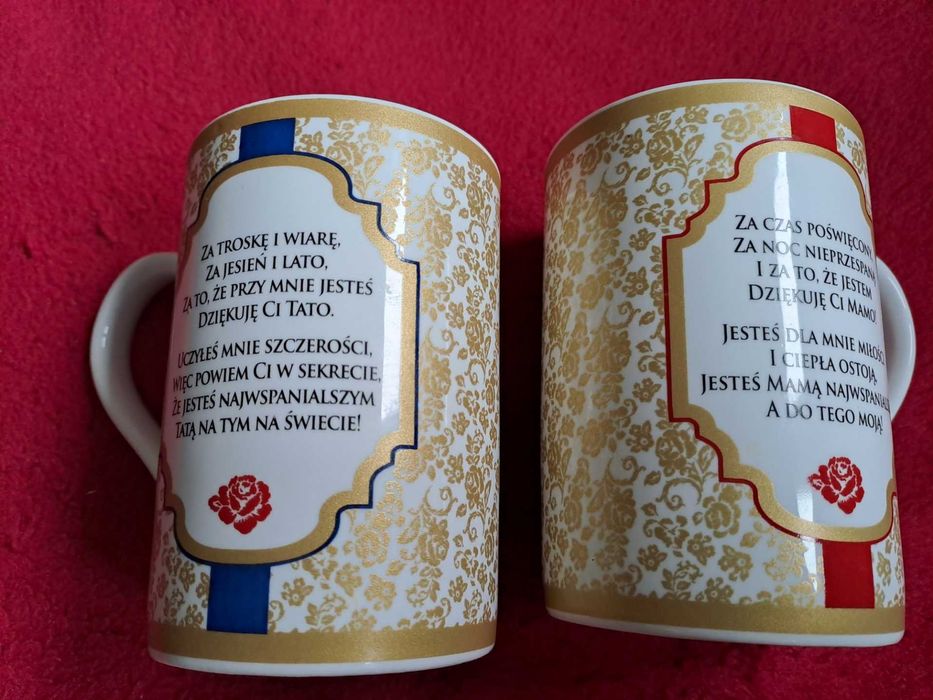 Za troskę i wiarę,
za jesień i lato,
za to, że przy mnie jesteś
Dziękuję Ci Tato.
Uczyłeś mnie szczerości,
więc powiem Ci w sekrecie,
że jesteś najwspanialszym
Tatą na tym na świecie!
Za czas poświęcony,
Za noc nieprzespaną
I za to, że jestem
Dziękuję Ci Mamo!
Jesteś dla mnie miłości
I ciepła ostoją.
Jesteś Mamą
A do tego moją!